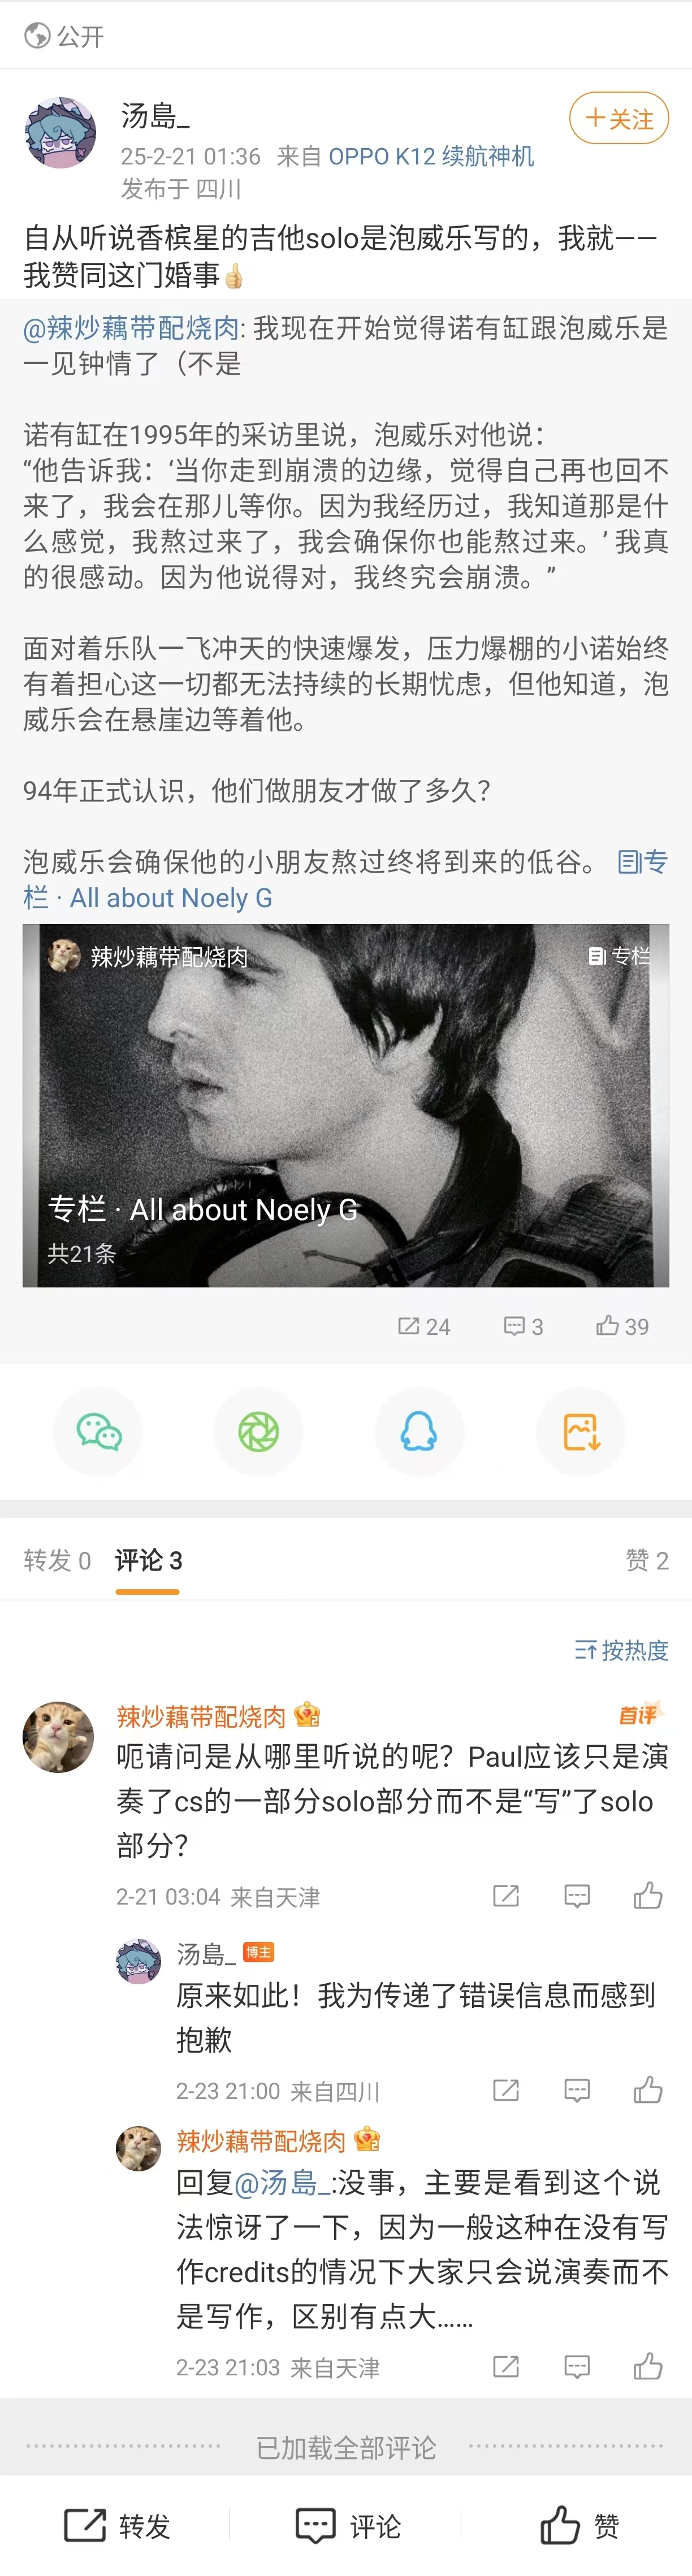 公开
汤島_
+关注
25-2-21 01:36 来自 OPPO K12 续航神机
发布于 四川
自从听说香槟星的吉他solo是泡威乐写的，我就——
我赞同这门婚事👍
@辣炒藕带配烧肉: 我现在开始觉得诺有缸跟泡威乐是
一见钟情了（不是
诺有缸在1995年的采访里说，泡威乐对他说：
“他告诉我：‘当你走到崩溃的边缘，觉得自己再也回不
来了，我会在那儿等你。因为我经历过，我知道那是什
么感觉，我熬过来了，我会确保你也能熬过来。’ 我真
的很感动。因为他说得对，我终究会崩溃。”
面对着乐队一飞冲天的快速爆发，压力爆棚的小诺始终
有着担心这一切都无法持续的长期忧虑，但他知道，泡
威乐会在悬崖边等着他。
94年正式认识，他们做朋友才做了多久？
泡威乐会确保他的小朋友熬过终将到来的低谷。 专
栏 · All about Noely G
辣炒藕带配烧肉 专栏
专栏 · All about Noely G
共21条
24 3 39
转发 0 评论 3 赞 2
按热度
辣炒藕带配烧肉 首评
呃请问是从哪里听说的呢？Paul应该只是演
奏了cs的一部分solo部分而不是“写”了solo
部分？
2-21 03:04 来自天津
汤島_ 博主
原来如此！我为传递了错误信息而感到
抱歉
2-23 21:00 来自四川
辣炒藕带配烧肉 2
回复@汤島_:没事，主要是看到这个说
法惊讶了一下，因为一般这种在没有写
作credits的情况下大家只会说演奏而不
是写作，区别有点大……
2-23 21:03 来自天津
已加载全部评论
转发 评论 赞